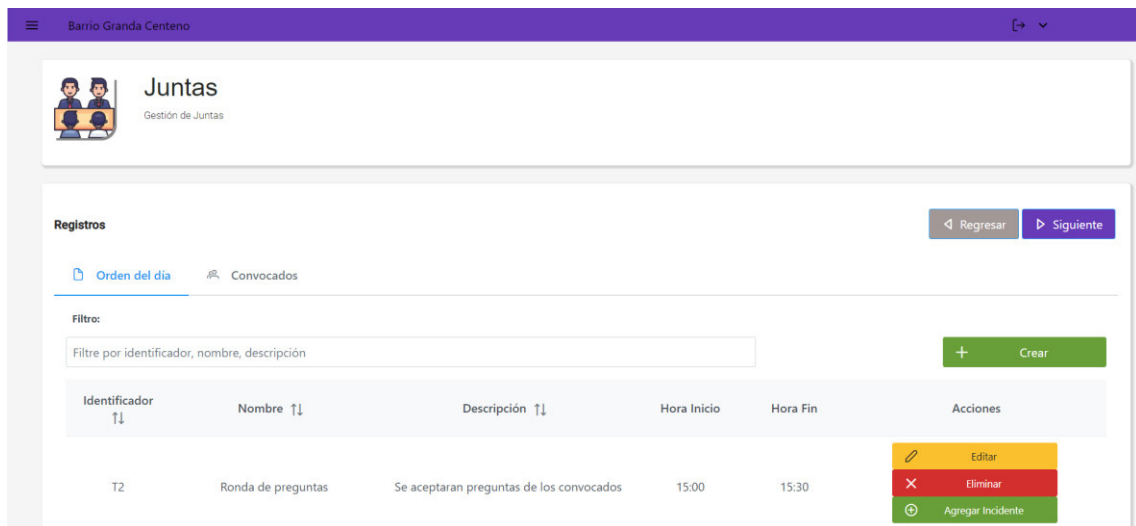 Barrio Granda Centeno
Juntas
Gestión de Juntas
Registros
Regresar
Siguiente
Orden del día
Convocados
Filtro:
Filtre por identificador, nombre, descripción
Crear
Identificador
Nombre
Descripción
Hora Inicio
Hora Fin
Acciones
T2
Ronda de preguntas
Se aceptaran preguntas de los convocados
15:00
15:30
Editar
Eliminar
Agregar Incidente